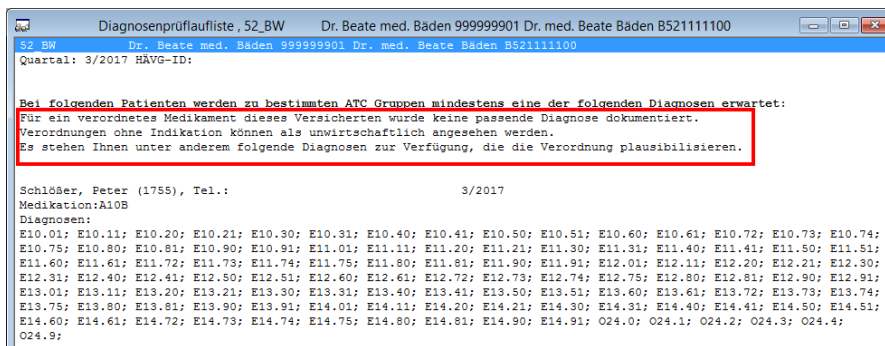 Diagnosenprüflaufliste , 52_BW Dr. Beate med. Bäden 999999901 Dr. med. Beate Bäden B521111100
52_BW Dr. Beate med. Bäden 999999901 Dr. med. Beate Bäden B521111100
Quartal: 3/2017 HÄVG-ID:
Bei folgenden Patienten werden zu bestimmten ATC Gruppen mindestens eine der folgenden Diagnosen erwartet:
Für ein verordnetes Medikament dieses Versicherten wurde keine passende Diagnose dokumentiert.
Verordnungen ohne Indikation können als unwirtschaftlich angesehen werden.
Es stehen Ihnen unter anderem folgende Diagnosen zur Verfügung, die die Verordnung plausibilisieren.
Schlößer, Peter (1755), Tel.: 3/2017
Medikation:A10B
Diagnosen:
E10.01; E10.11; E10.20; E10.21; E10.30; E10.31; E10.40; E10.41; E10.50; E10.51; E10.60; E10.61; E10.72; E10.73; E10.74;
E10.75; E10.80; E10.81; E10.90; E10.91; E11.01; E11.11; E11.20; E11.21; E11.30; E11.31; E11.40; E11.41; E11.50; E11.51;
E11.60; E11.61; E11.72; E11.73; E11.74; E11.75; E11.80; E11.81; E11.90; E11.91; E12.01; E12.11; E12.20; E12.21; E12.30;
E12.31; E12.40; E12.41; E12.50; E12.51; E12.60; E12.61; E12.72; E12.73; E12.74; E12.75; E12.80; E12.81; E12.90; E12.91;
E13.01; E13.11; E13.20; E13.21; E13.30; E13.31; E13.40; E13.41; E13.50; E13.51; E13.60; E13.61; E13.72; E13.73; E13.74;
E13.75; E13.80; E13.81; E13.90; E13.91; E14.01; E14.11; E14.20; E14.21; E14.30; E14.31; E14.40; E14.41; E14.50; E14.51;
E14.60; E14.61; E14.72; E14.73; E14.74; E14.75; E14.80; E14.81; E14.90; E14.91; O24.0; O24.1; O24.2; O24.3; O24.4;
O24.9;